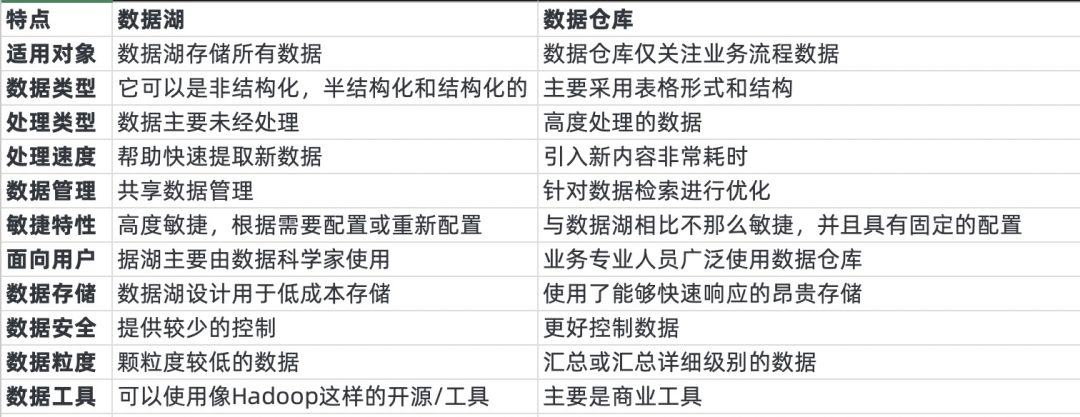 特点 数据湖 数据仓库
适用对象 数据湖存储所有数据 数据仓库仅关注业务流程数据
数据类型 它可以是非结构化，半结构化和结构化的 主要采用表格形式和结构
处理类型 数据主要未经处理 高度处理的数据
处理速度 帮助快速提取新数据 引入新内容非常耗时
数据管理 共享数据管理 针对数据检索进行优化
敏捷特性 高度敏捷，根据需要配置或重新配置 与数据湖相比不那么敏捷，并且具有固定的配置
面向用户 据湖主要由数据科学家使用 业务专业人员广泛使用数据仓库
数据存储 数据湖设计用于低成本存储 使用了能够快速响应的昂贵存储
数据安全 提供较少的控制 更好控制数据
数据粒度 颗粒度较低的数据 汇总或汇总详细级别的数据
数据工具 可以使用像Hadoop这样的开源/工具 主要是商业工具